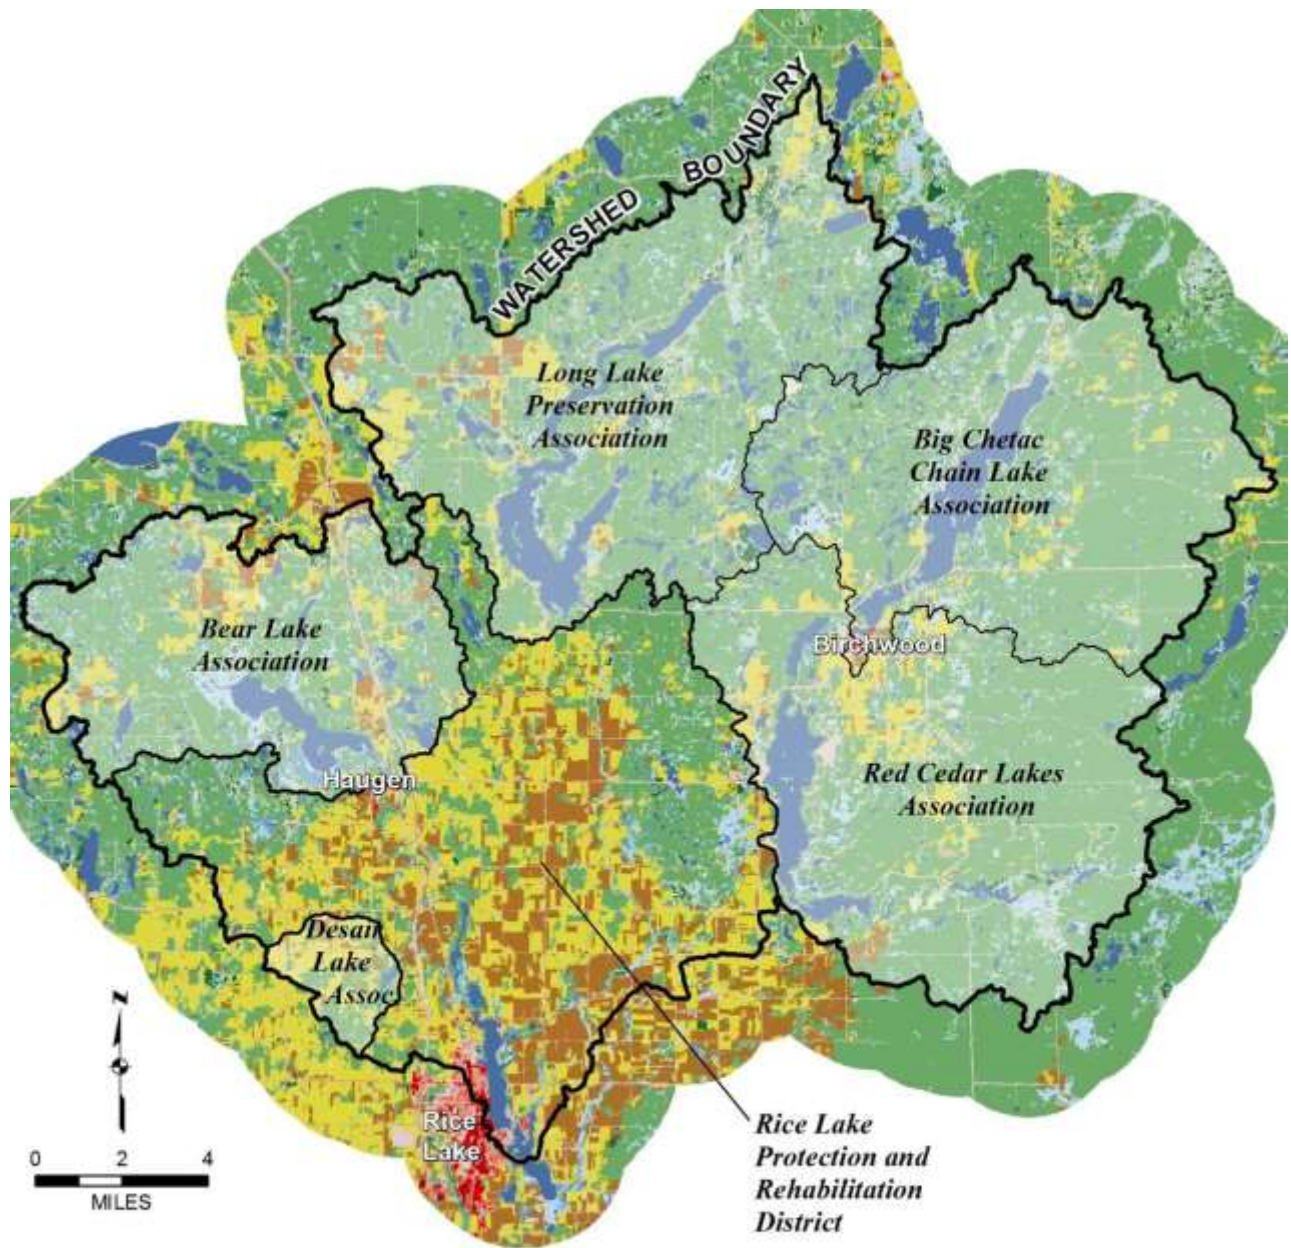 WATERSHED BOUNDARY
Long Lake
Preservation
Association
Big Chetac
Chain Lake
Association
Bear Lake
Association
Birchwood
Haugen
Red Cedar Lakes
Association
Desair
Lake
Assoc.
N
Rice
Lake
Rice Lake
Protection and
Rehabilitation
District
0 2 4
MILES